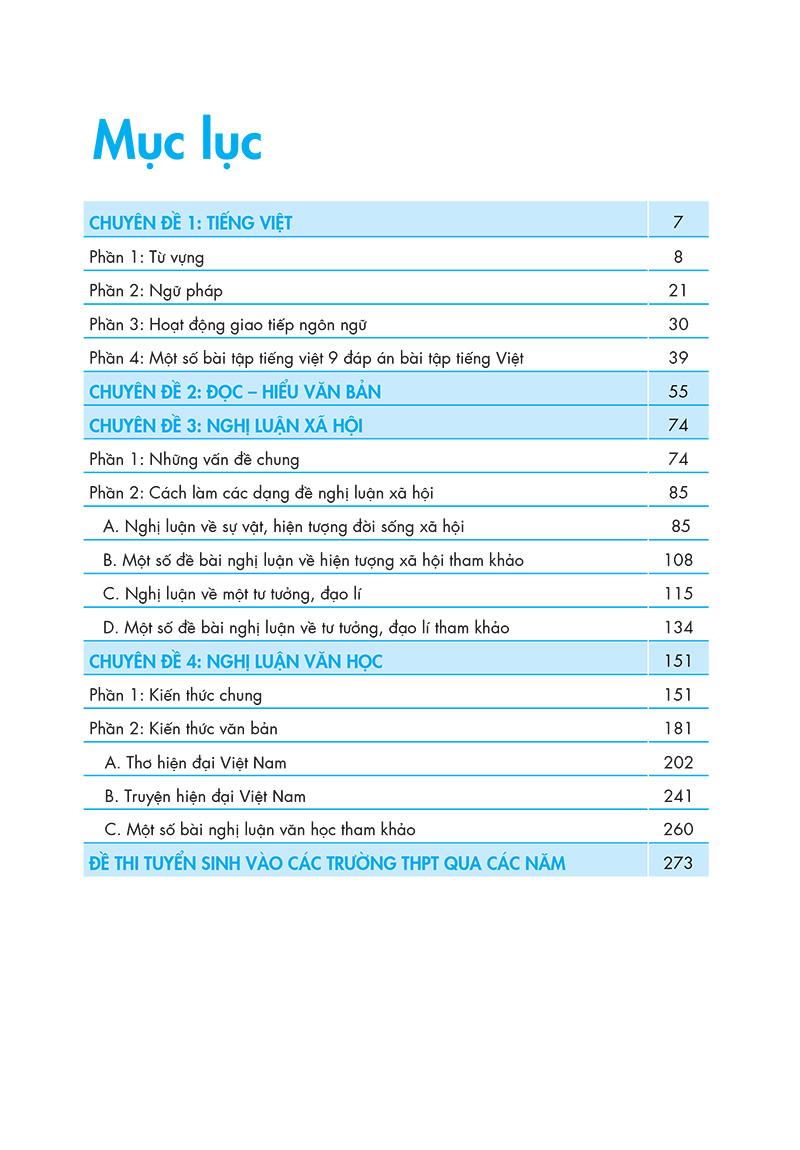 Mục lục
CHUYÊN ĐỀ 1: TIẾNG VIỆT 7
Phần 1: Từ vựng 8
Phần 2: Ngữ pháp 21
Phần 3: Hoạt động giao tiếp ngôn ngữ 30
Phần 4: Một số bài tập tiếng việt 9 đáp án bài tập tiếng Việt 39
CHUYÊN ĐỀ 2: ĐỌC – HIỂU VĂN BẢN 55
CHUYÊN ĐỀ 3: NGHỊ LUẬN XÃ HỘI 74
Phần 1: Những vấn đề chung 74
Phần 2: Cách làm các dạng đề nghị luận xã hội 85
A. Nghị luận về sự vật, hiện tượng đời sống xã hội 85
B. Một số đề bài nghị luận về hiện tượng xã hội tham khảo 108
C. Nghị luận về một tư tưởng, đạo lí 115
D. Một số đề bài nghị luận về tư tưởng, đạo lí tham khảo 134
CHUYÊN ĐỀ 4: NGHỊ LUẬN VĂN HỌC 151
Phần 1: Kiến thức chung 151
Phần 2: Kiến thức văn bản 181
A. Thơ hiện đại Việt Nam 202
B. Truyện hiện đại Việt Nam 241
C. Một số bài nghị luận văn học tham khảo 260
ĐỀ THI TUYỂN SINH VÀO CÁC TRƯỜNG THPT QUA CÁC NĂM 273